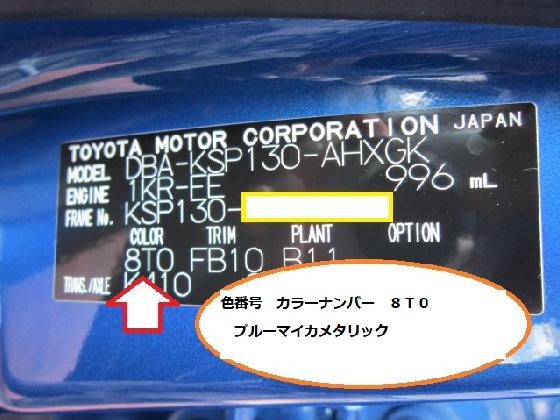 TOYOTA MOTOR CORPORATION JAPAN
MODEL DBA-KSP130-AHXGK
ENGINE 1KR-FE 996 mL
FRAME No. KSP130-
COLOR TRIM PLANT OPTION
8T0 FB10 B11
TRANS./AXLE K410
色番号 カラーナンバー 8T0
ブルーマイカメタリック